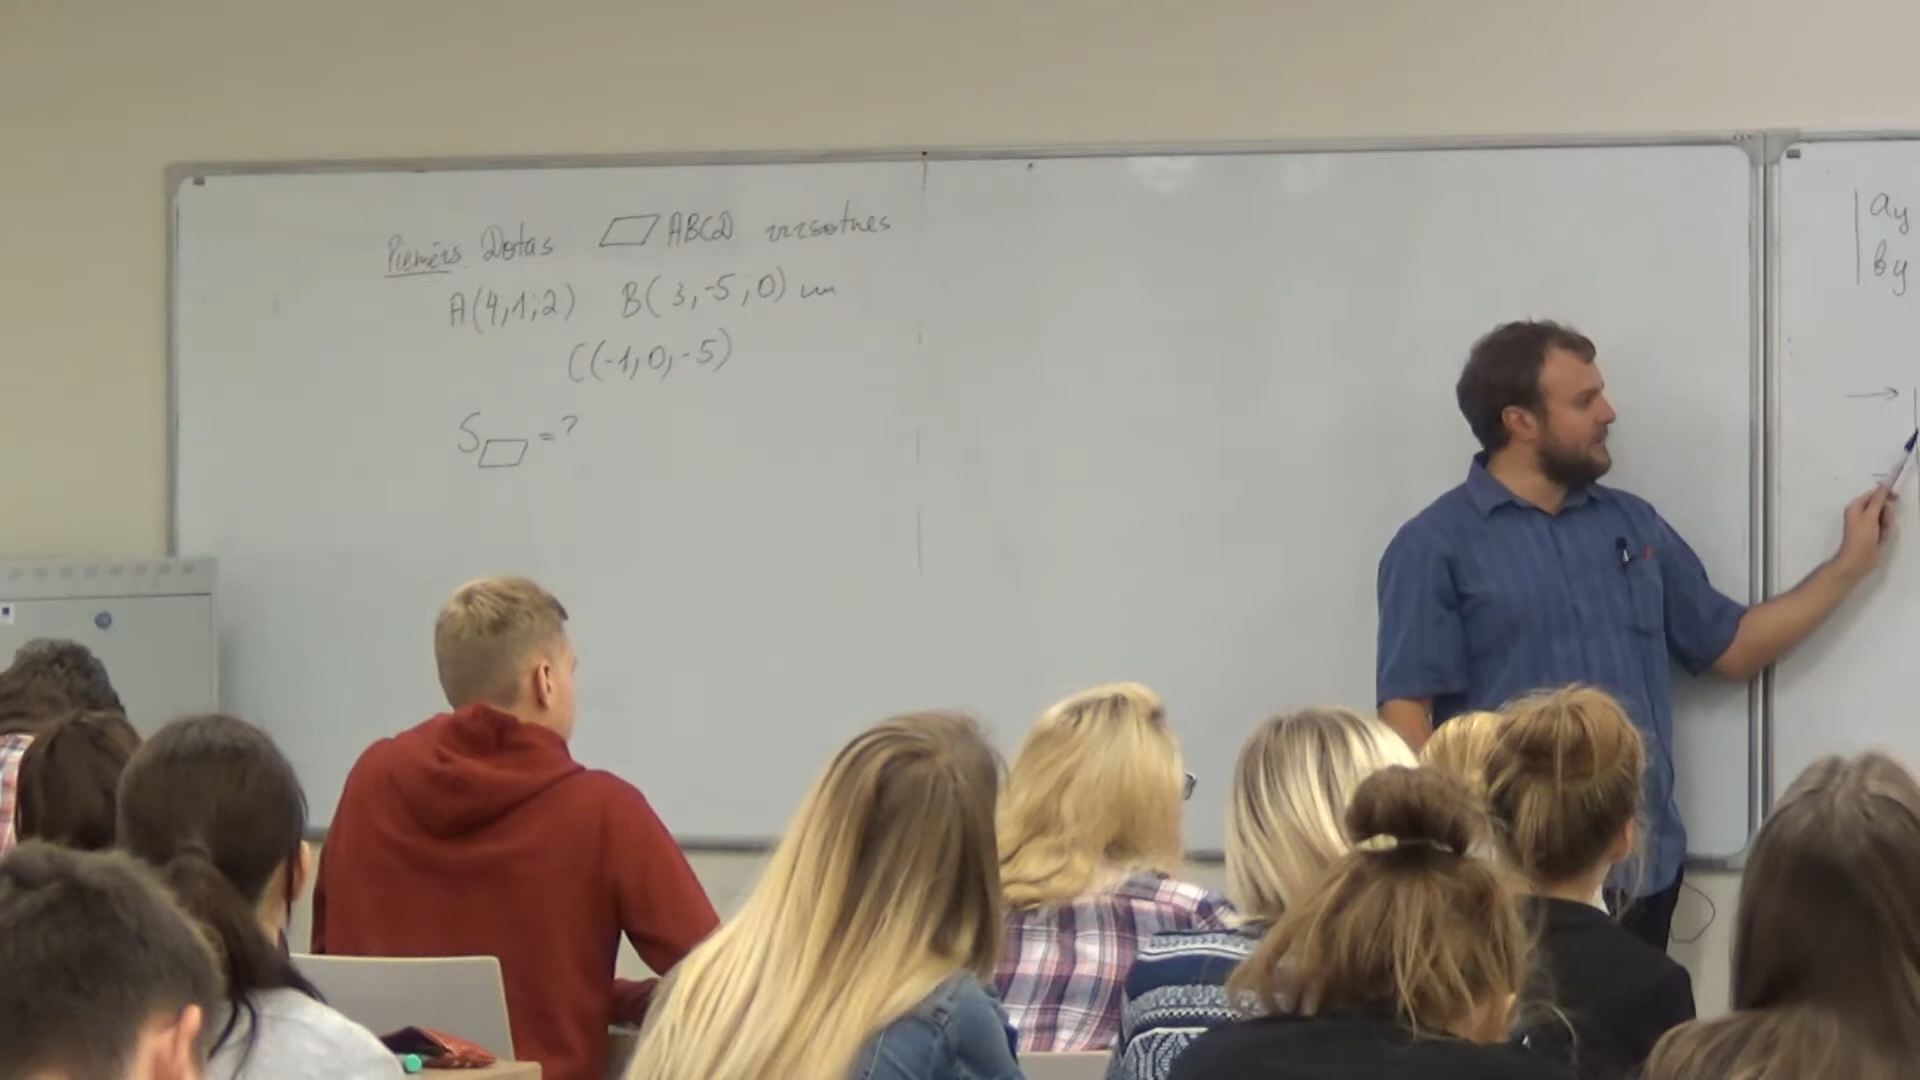 Piemērs Dotas ▱ ABCD virsotnes
A(4,1,2) B(3,-5,0) un
C(-1,0,-5)
S▱ = ?
ay
by
→